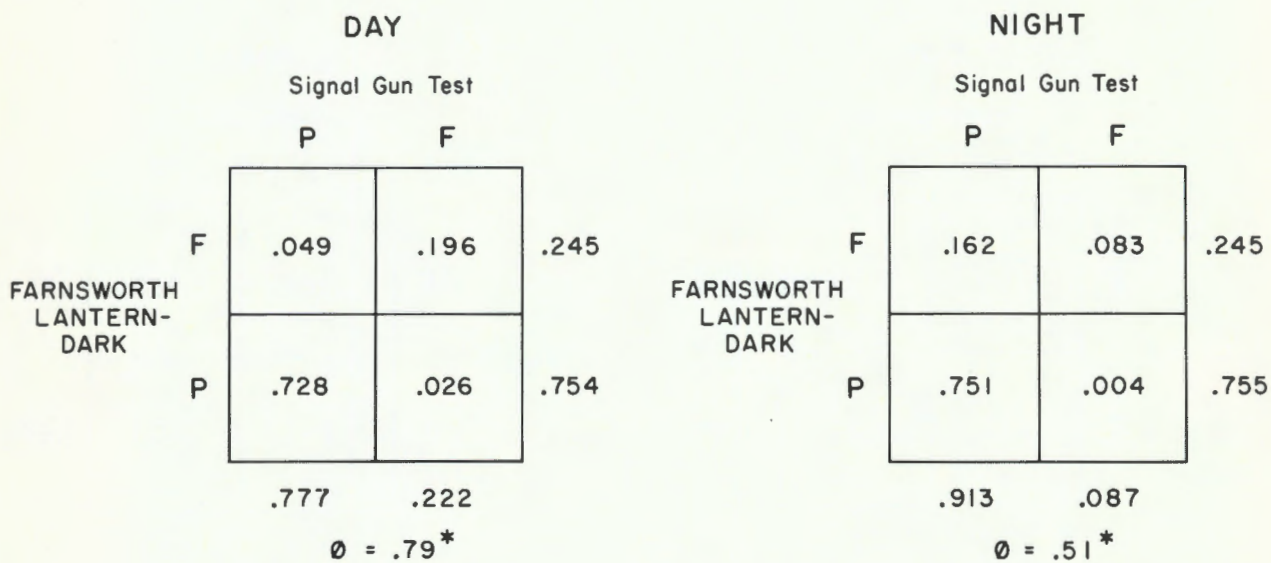 DAY
Signal Gun Test
P F
F .049 .196 .245
FARNSWORTH
LANTERN-
DARK
P .728 .026 .754
.777 .222
Ø = .79*
NIGHT
Signal Gun Test
P F
F .162 .083 .245
FARNSWORTH
LANTERN-
DARK
P .751 .004 .755
.913 .087
Ø = .51*